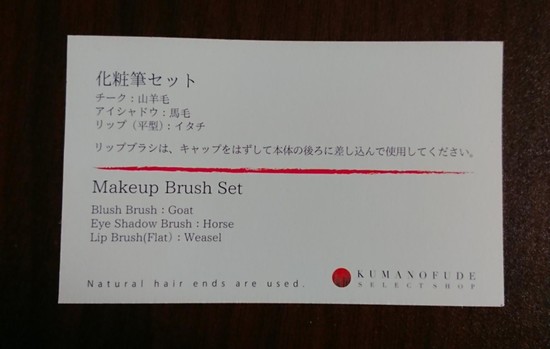 化粧筆セット
チーク：山羊毛
アイシャドウ：馬毛
リップ（平型）：イタチ
リップブラシは、キャップをはずして本体の後ろに差し込んで使用してください。
Makeup Brush Set
Blush Brush：Goat
Eye Shadow Brush：Horse
Lip Brush(Flat)：Weasel
Natural hair ends are used.
KUMANOFUDE
SELECT SHOP